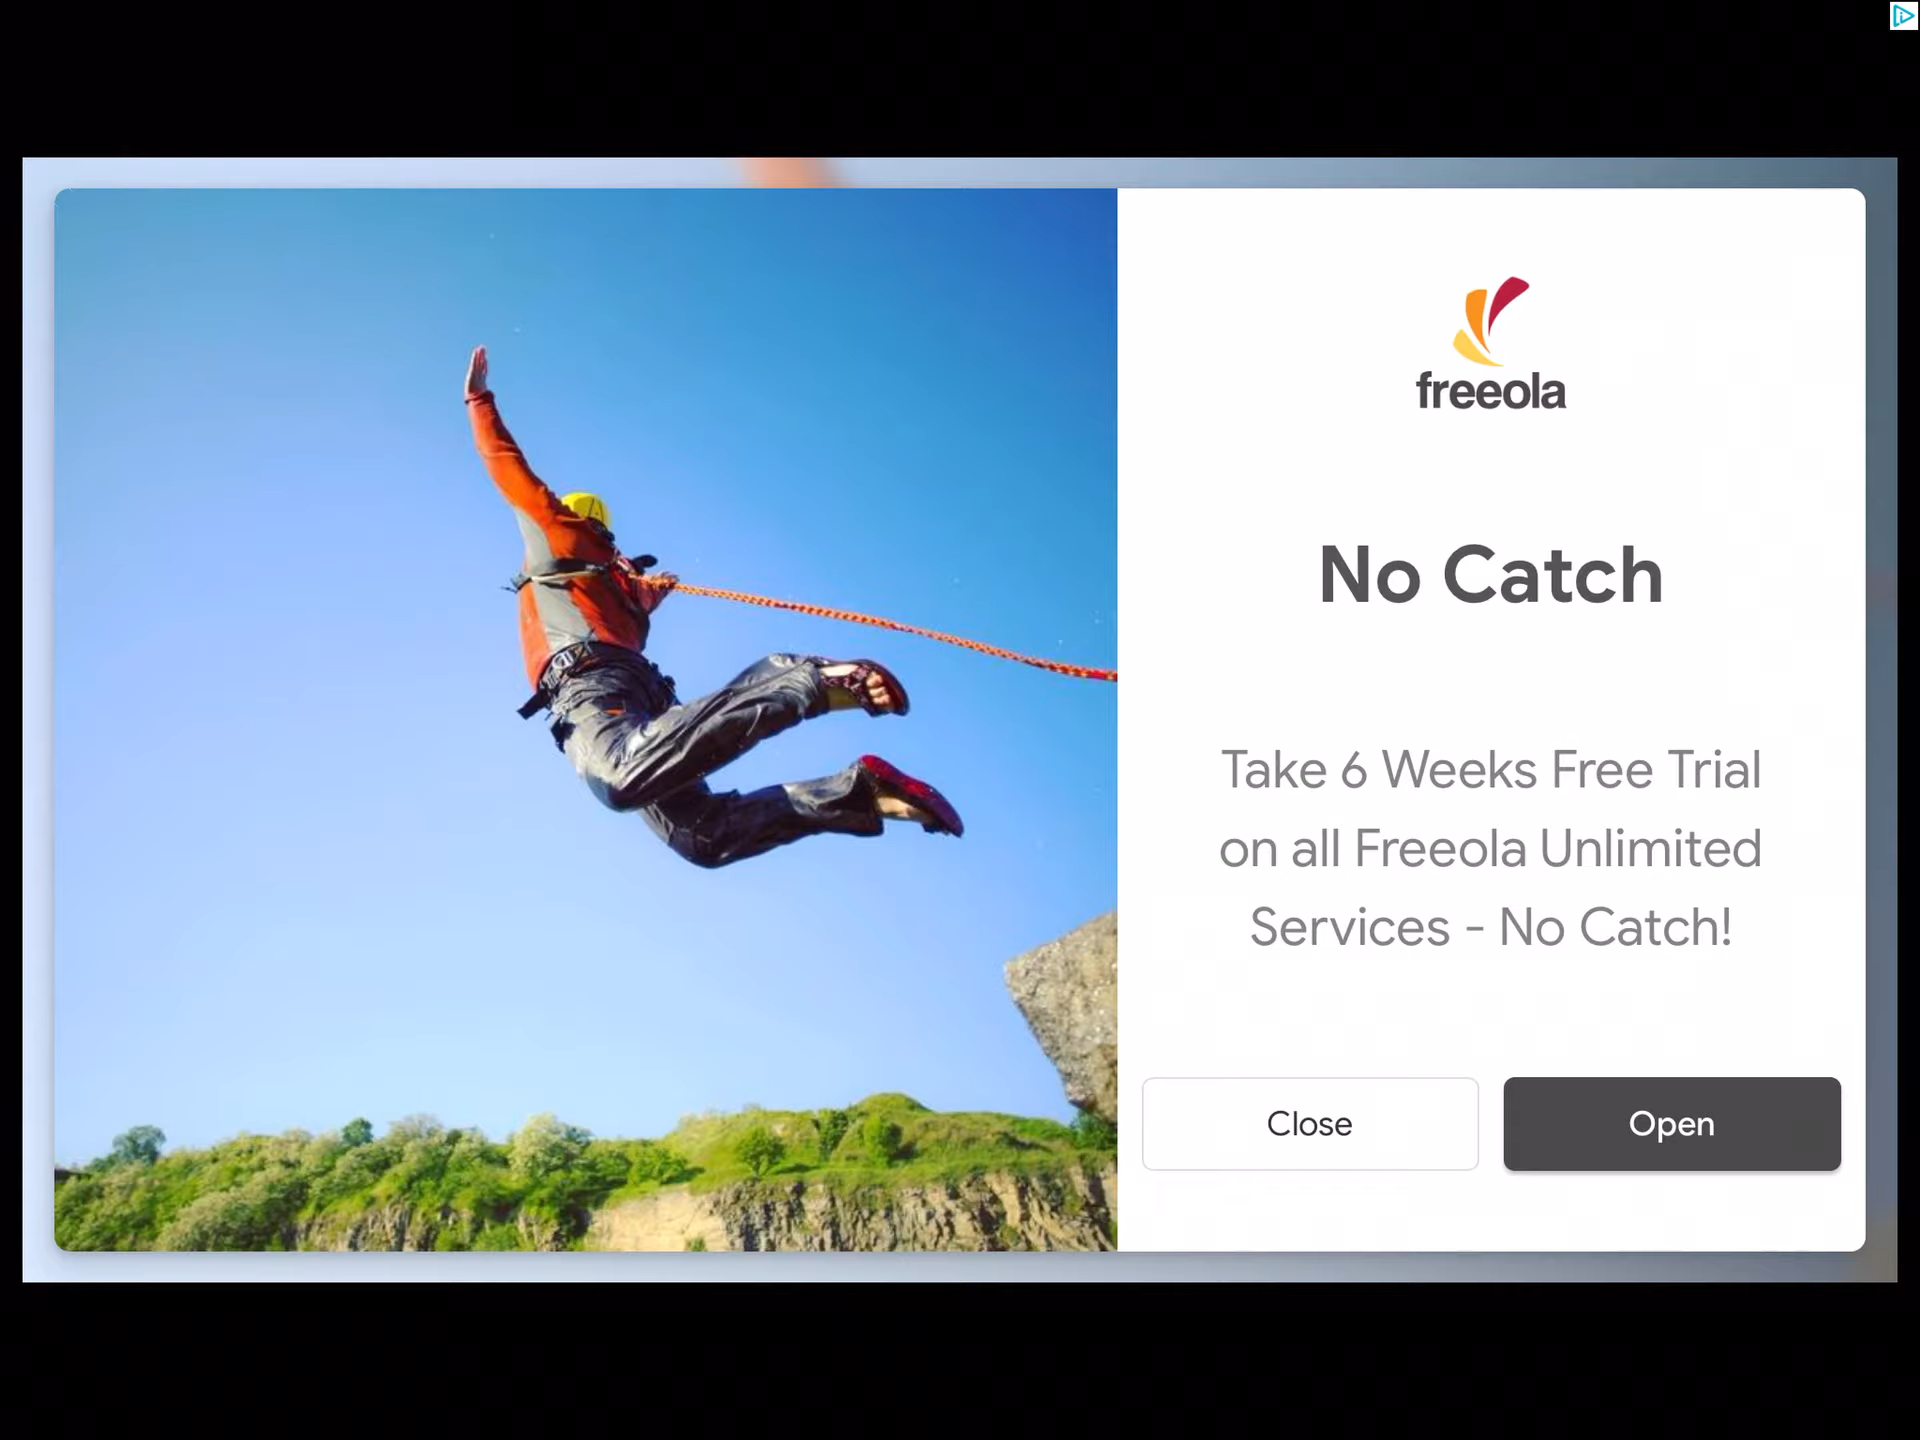 freeola
No Catch
Take 6 Weeks Free Trial
on all Freeola Unlimited
Services - No Catch!
Close
Open